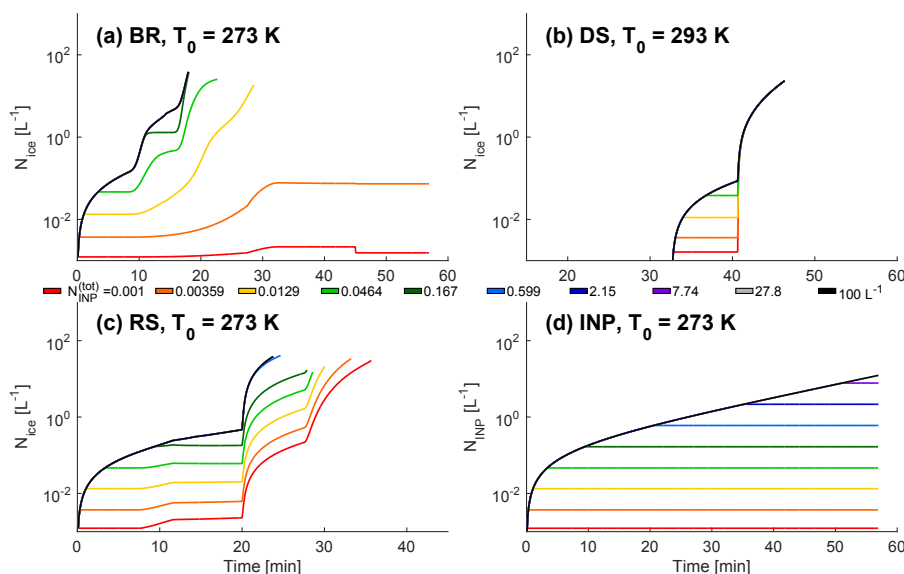 (a) BR, T_0 = 273 K
N_ice [L^-1]
10^2
10^0
10^-2
0 10 20 30 40 50 60
(b) DS, T_0 = 293 K
N_ice [L^-1]
10^2
10^0
10^-2
20 30 40 50 60
N_INP^(tot) =0.001 0.00359 0.0129 0.0464 0.167 0.599 2.15 7.74 27.8 100 L^-1
(c) RS, T_0 = 273 K
N_ice [L^-1]
10^2
10^0
10^-2
0 10 20 30 40
Time [min]
(d) INP, T_0 = 273 K
N_INP [L^-1]
10^2
10^0
10^-2
0 10 20 30 40 50 60
Time [min]